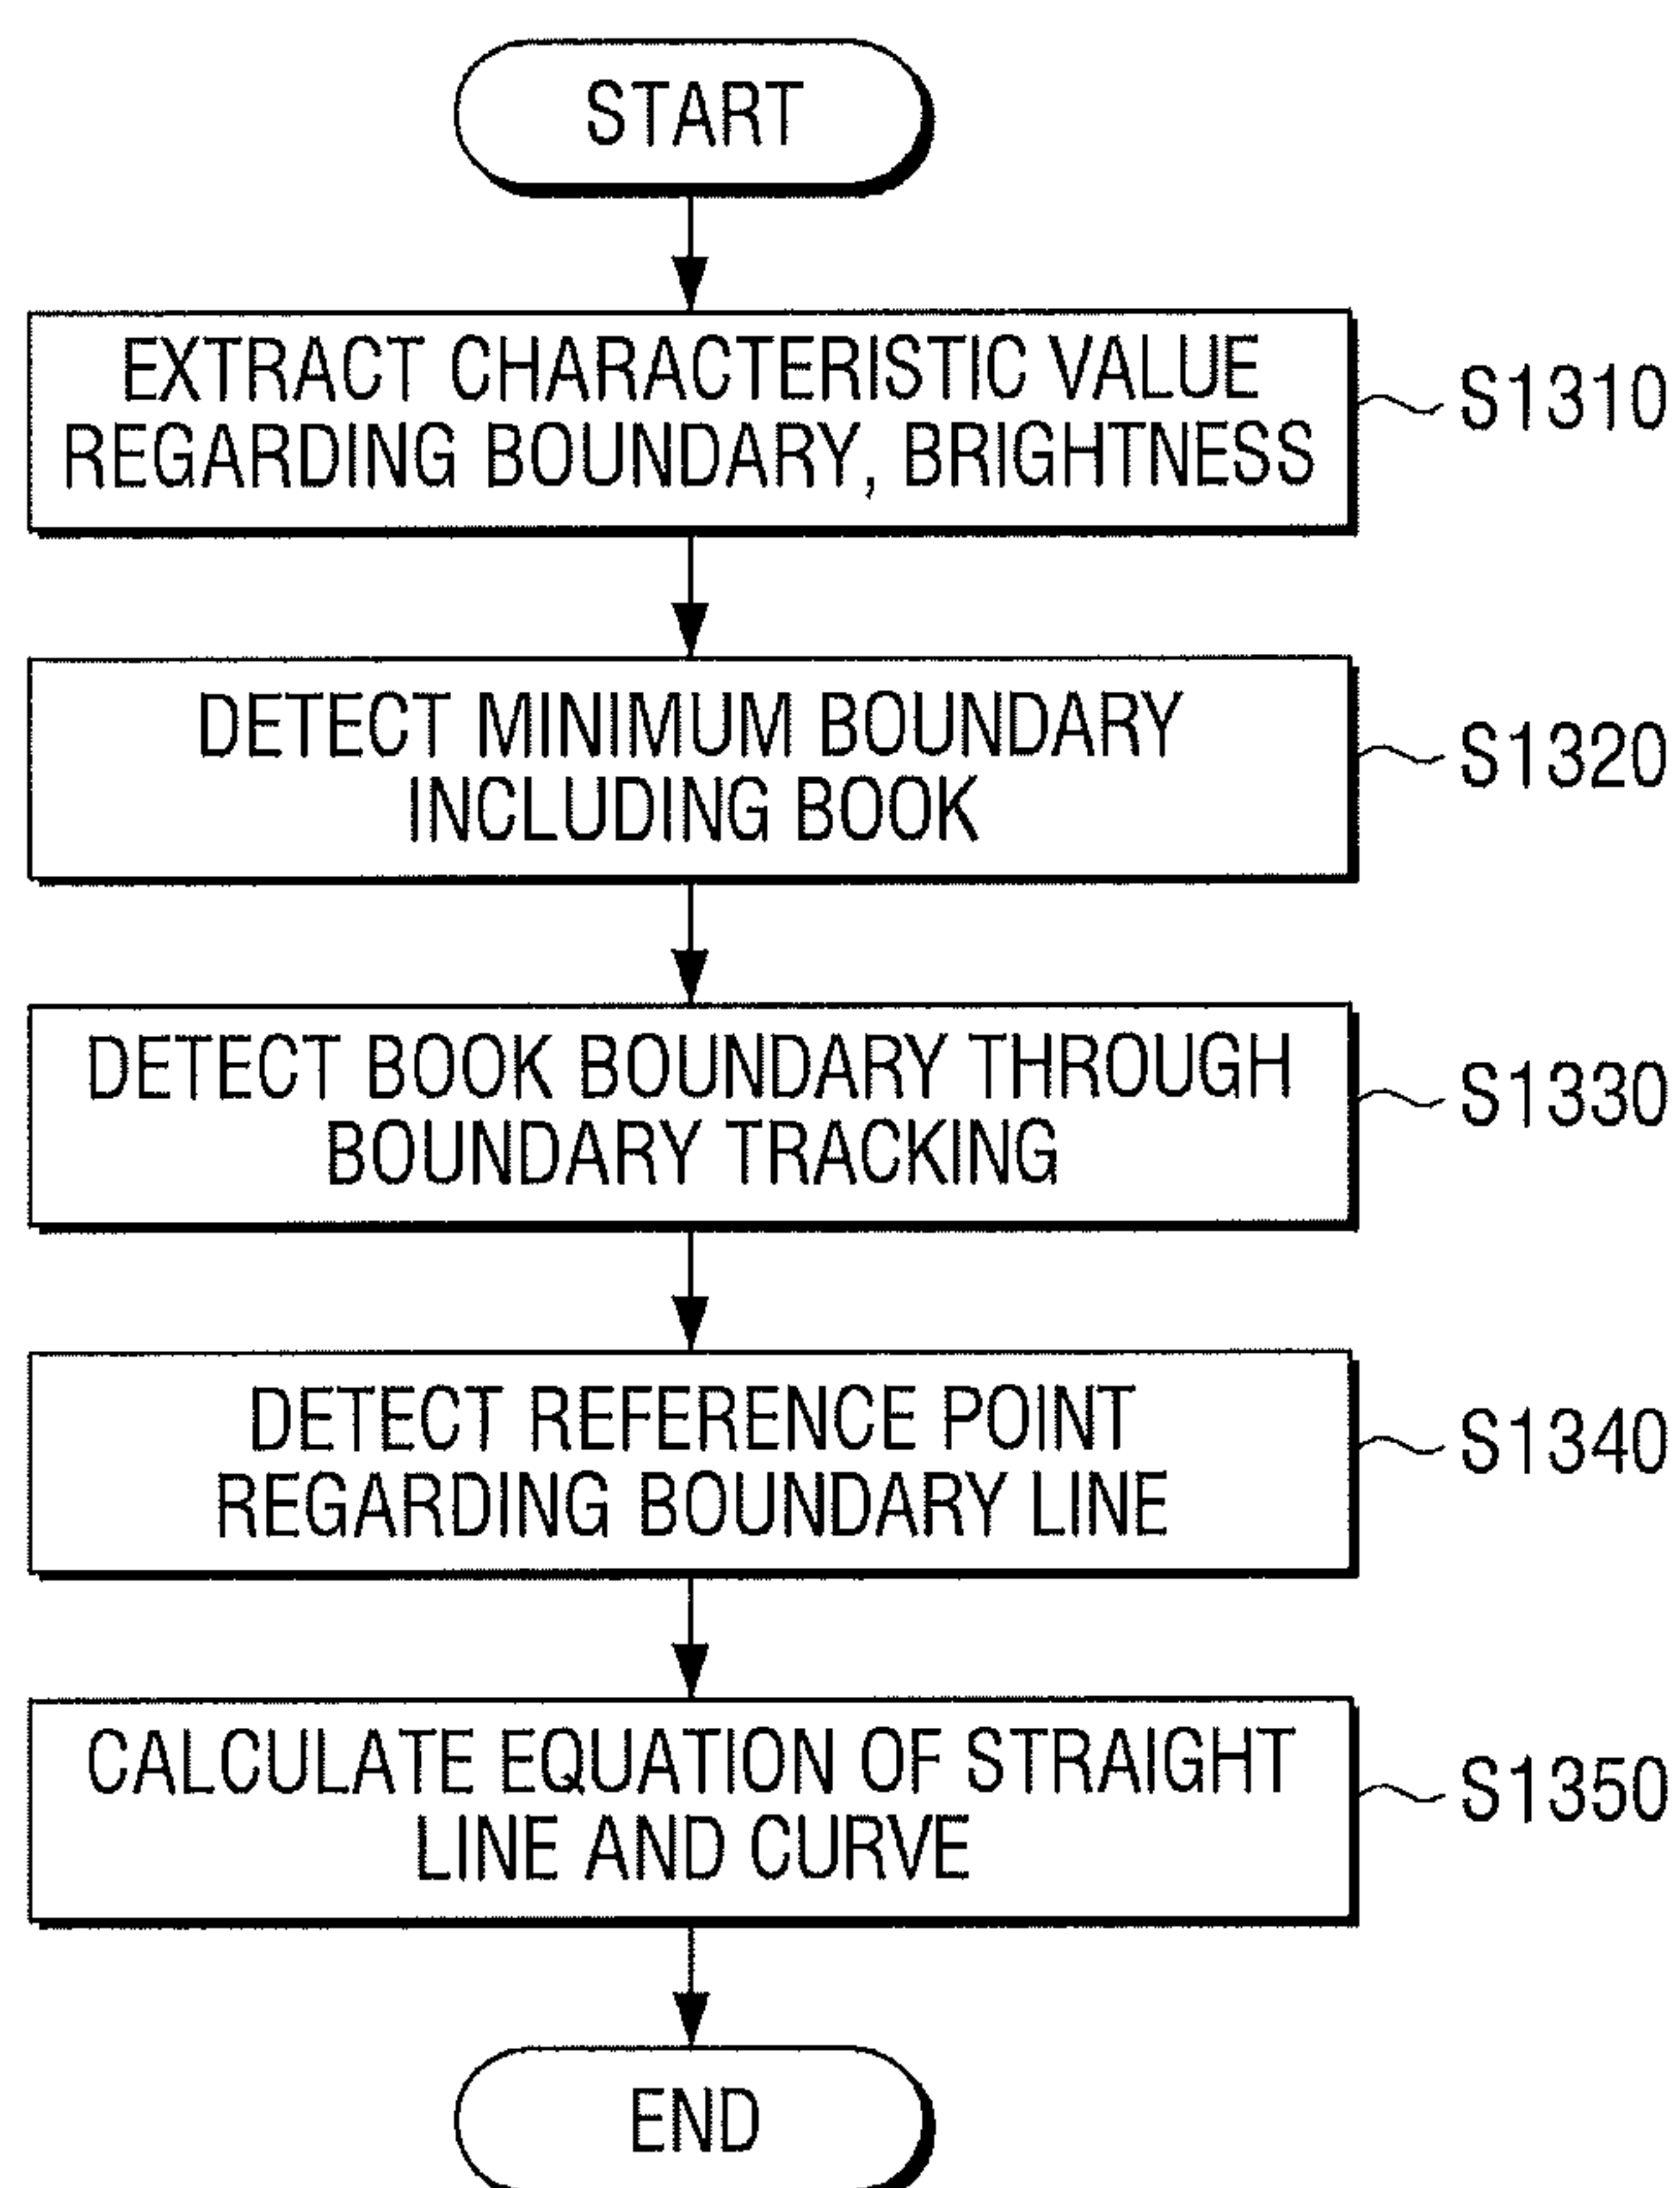 START
EXTRACT CHARACTERISTIC VALUE
REGARDING BOUNDARY, BRIGHTNESS
S1310
DETECT MINIMUM BOUNDARY
INCLUDING BOOK
S1320
DETECT BOOK BOUNDARY THROUGH
BOUNDARY TRACKING
S1330
DETECT REFERENCE POINT
REGARDING BOUNDARY LINE
S1340
CALCULATE EQUATION OF STRAIGHT
LINE AND CURVE
S1350
END